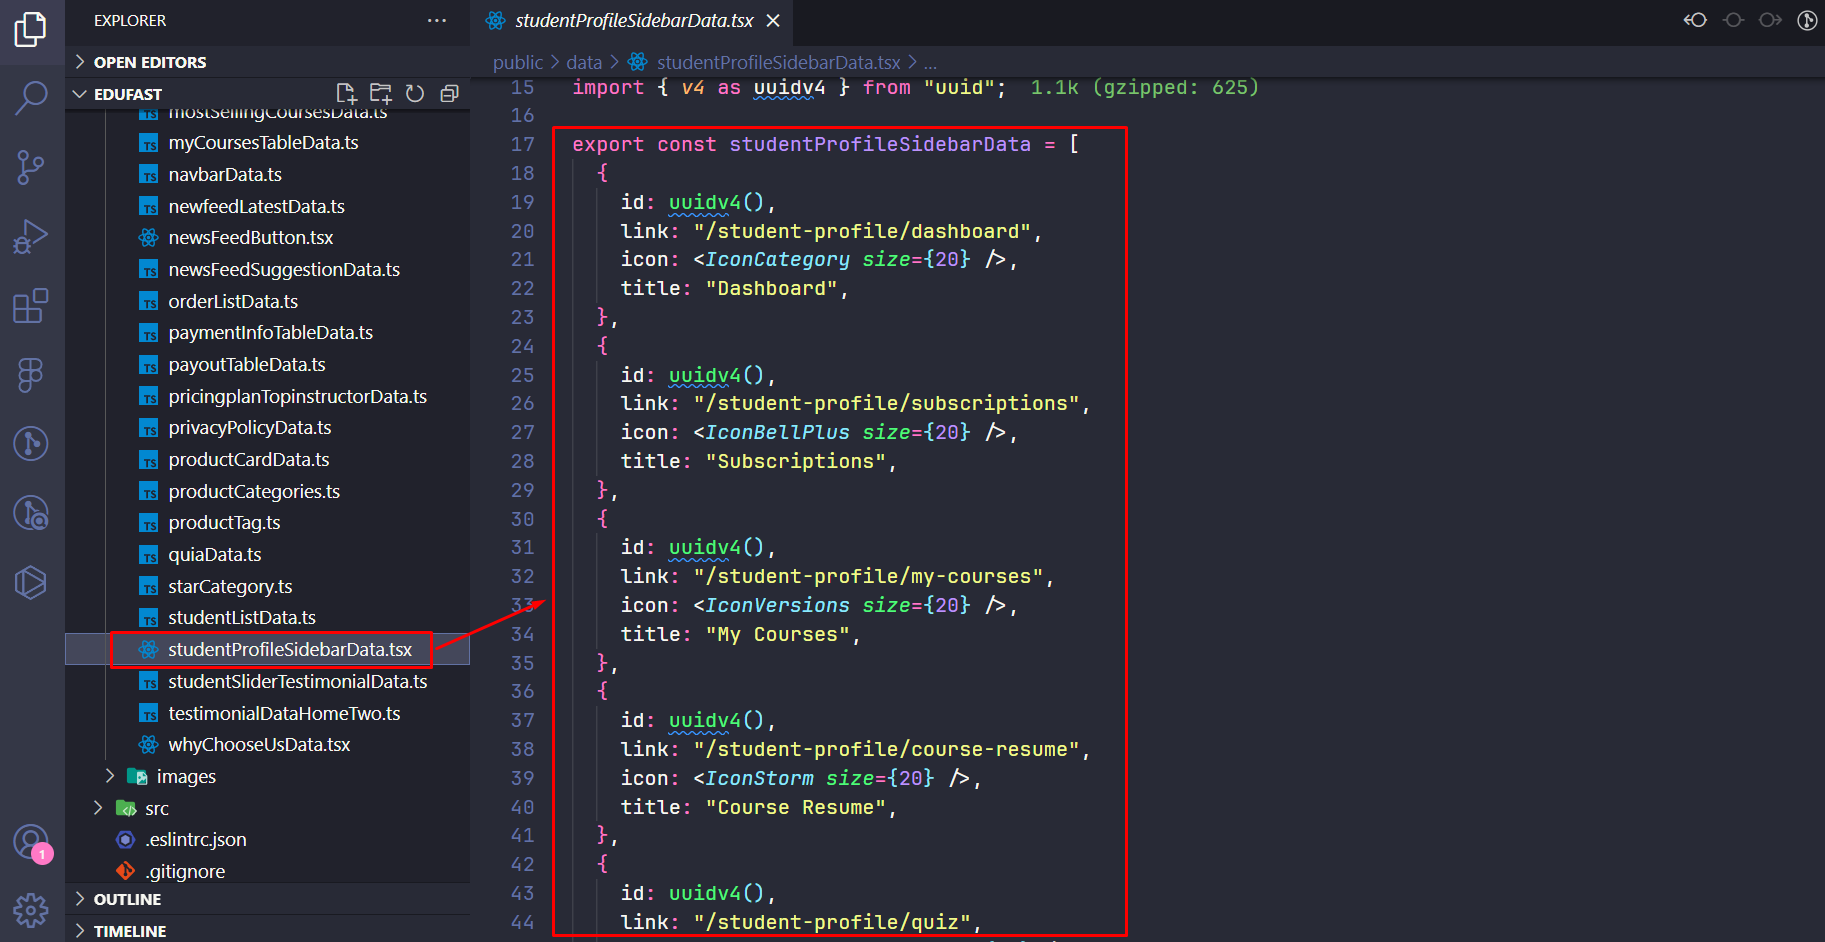 EXPLORER
OPEN EDITORS
EDUFAST
mostSellingCoursesData.ts
myCoursesTableData.ts
navbarData.ts
newfeedLatestData.ts
newsFeedButton.tsx
newsFeedSuggestionData.ts
orderListData.ts
paymentInfoTableData.ts
payoutTableData.ts
pricingplanTopinstructorData.ts
privacyPolicyData.ts
productCardData.ts
productCategories.ts
productTag.ts
quiaData.ts
starCategory.ts
studentListData.ts
studentProfileSidebarData.tsx
studentSliderTestimonialData.ts
testimonialDataHomeTwo.ts
whyChooseUsData.tsx
images
src
.eslintrc.json
.gitignore
OUTLINE
TIMELINE
1
studentProfileSidebarData.tsx
public > data > studentProfileSidebarData.tsx > ...
15 import { v4 as uuidv4 } from "uuid"; 1.1k (gzipped: 625)
16
17 export const studentProfileSidebarData = [
18 {
19 id: uuidv4(),
20 link: "/student-profile/dashboard",
21 icon: <IconCategory size={20} />,
22 title: "Dashboard",
23 },
24 {
25 id: uuidv4(),
26 link: "/student-profile/subscriptions",
27 icon: <IconBellPlus size={20} />,
28 title: "Subscriptions",
29 },
30 {
31 id: uuidv4(),
32 link: "/student-profile/my-courses",
33 icon: <IconVersions size={20} />,
34 title: "My Courses",
35 },
36 {
37 id: uuidv4(),
38 link: "/student-profile/course-resume",
39 icon: <IconStorm size={20} />,
40 title: "Course Resume",
41 },
42 {
43 id: uuidv4(),
44 link: "/student-profile/quiz",